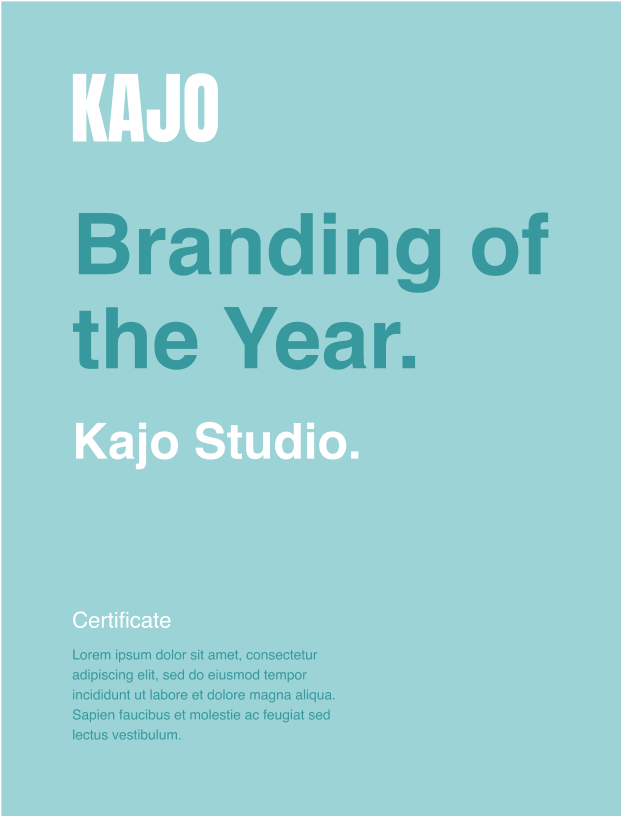 KAJO
Branding of
the Year.
Kajo Studio.
Certificate
Lorem ipsum dolor sit amet, consectetur
adipiscing elit, sed do eiusmod tempor
incididunt ut labore et dolore magna aliqua.
Sapien faucibus et molestie ac feugiat sed
lectus vestibulum.